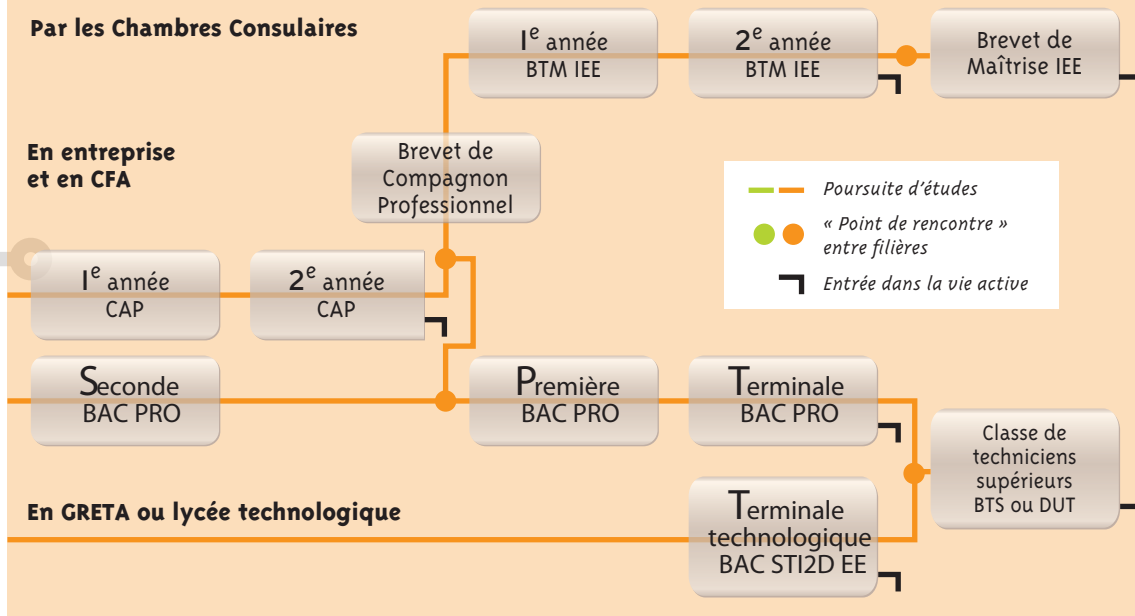 Par les Chambres Consulaires
1e année
BTM IEE
2e année
BTM IEE
Brevet de
Maîtrise IEE
En entreprise
et en CFA
Brevet de
Compagnon
Professionnel
Poursuite d'études
« Point de rencontre »
entre filières
Entrée dans la vie active
1e année
CAP
2e année
CAP
Seconde
BAC PRO
Première
BAC PRO
Terminale
BAC PRO
Classe de
techniciens
supérieurs
BTS ou DUT
En GRETA ou lycée technologique
Terminale
technologique
BAC STI2D EE